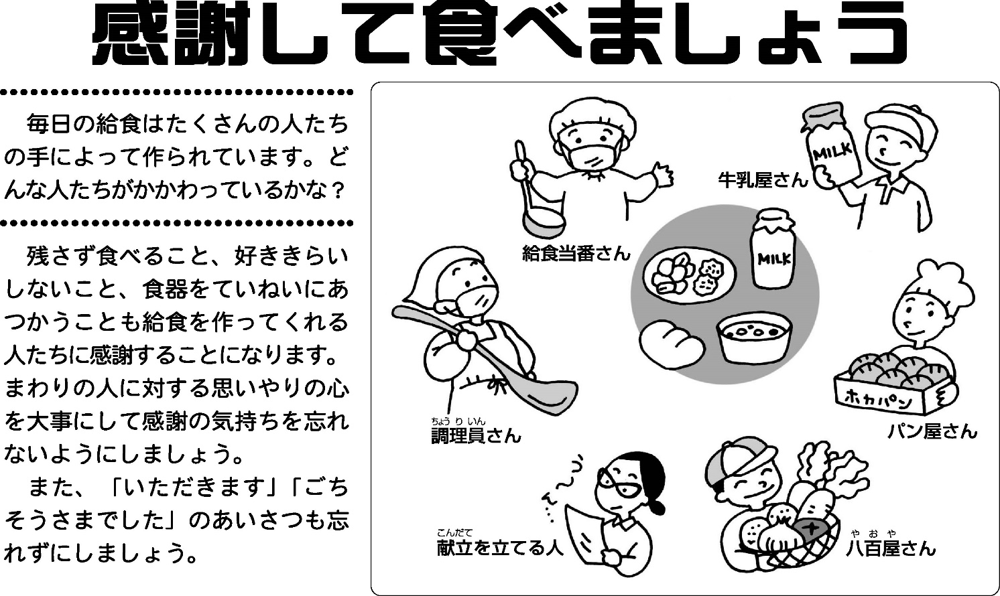 感謝して食べましょう
毎日の給食はたくさんの人たち
の手によって作られています。ど
んな人たちがかかわっているかな？
残さず食べること、好ききらい
しないこと、食器をていねいにあ
つかうことも給食を作ってくれる
人たちに感謝することになります。
まわりの人に対する思いやりの心
を大事にして感謝の気持ちを忘れ
ないようにしましょう。
また、「いただきます」「ごち
そうさまでした」のあいさつも忘
れずにしましょう。
MILK
牛乳屋さん
給食当番さん
MILK
ホカパン
パン屋さん
ちょう り いん
調理員さん
う〜ん…
こんだて
献立を立てる人
や お や
八百屋さん